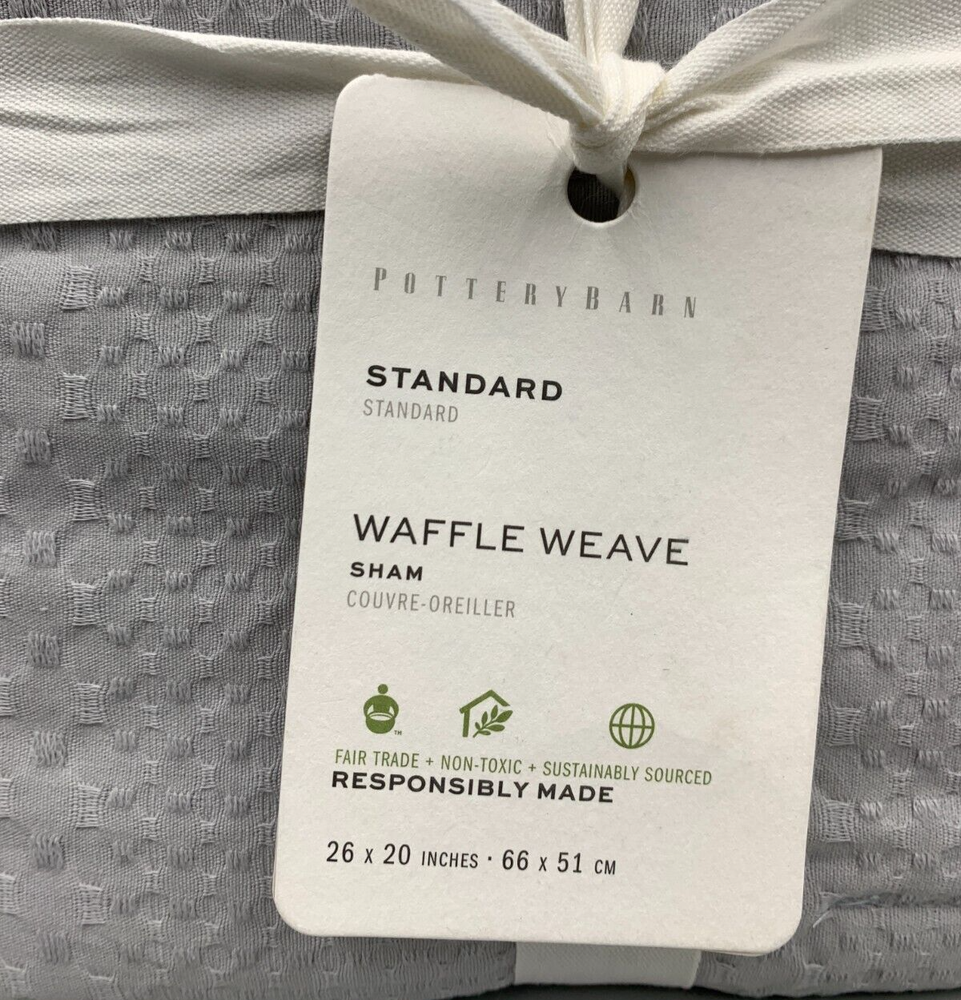 POTTERYBARN
STANDARD
STANDARD
WAFFLE WEAVE
SHAM
COUVRE-OREILLER
TM
FAIR TRADE + NON-TOXIC + SUSTAINABLY SOURCED
RESPONSIBLY MADE
26 x 20 INCHES · 66 x 51 CM